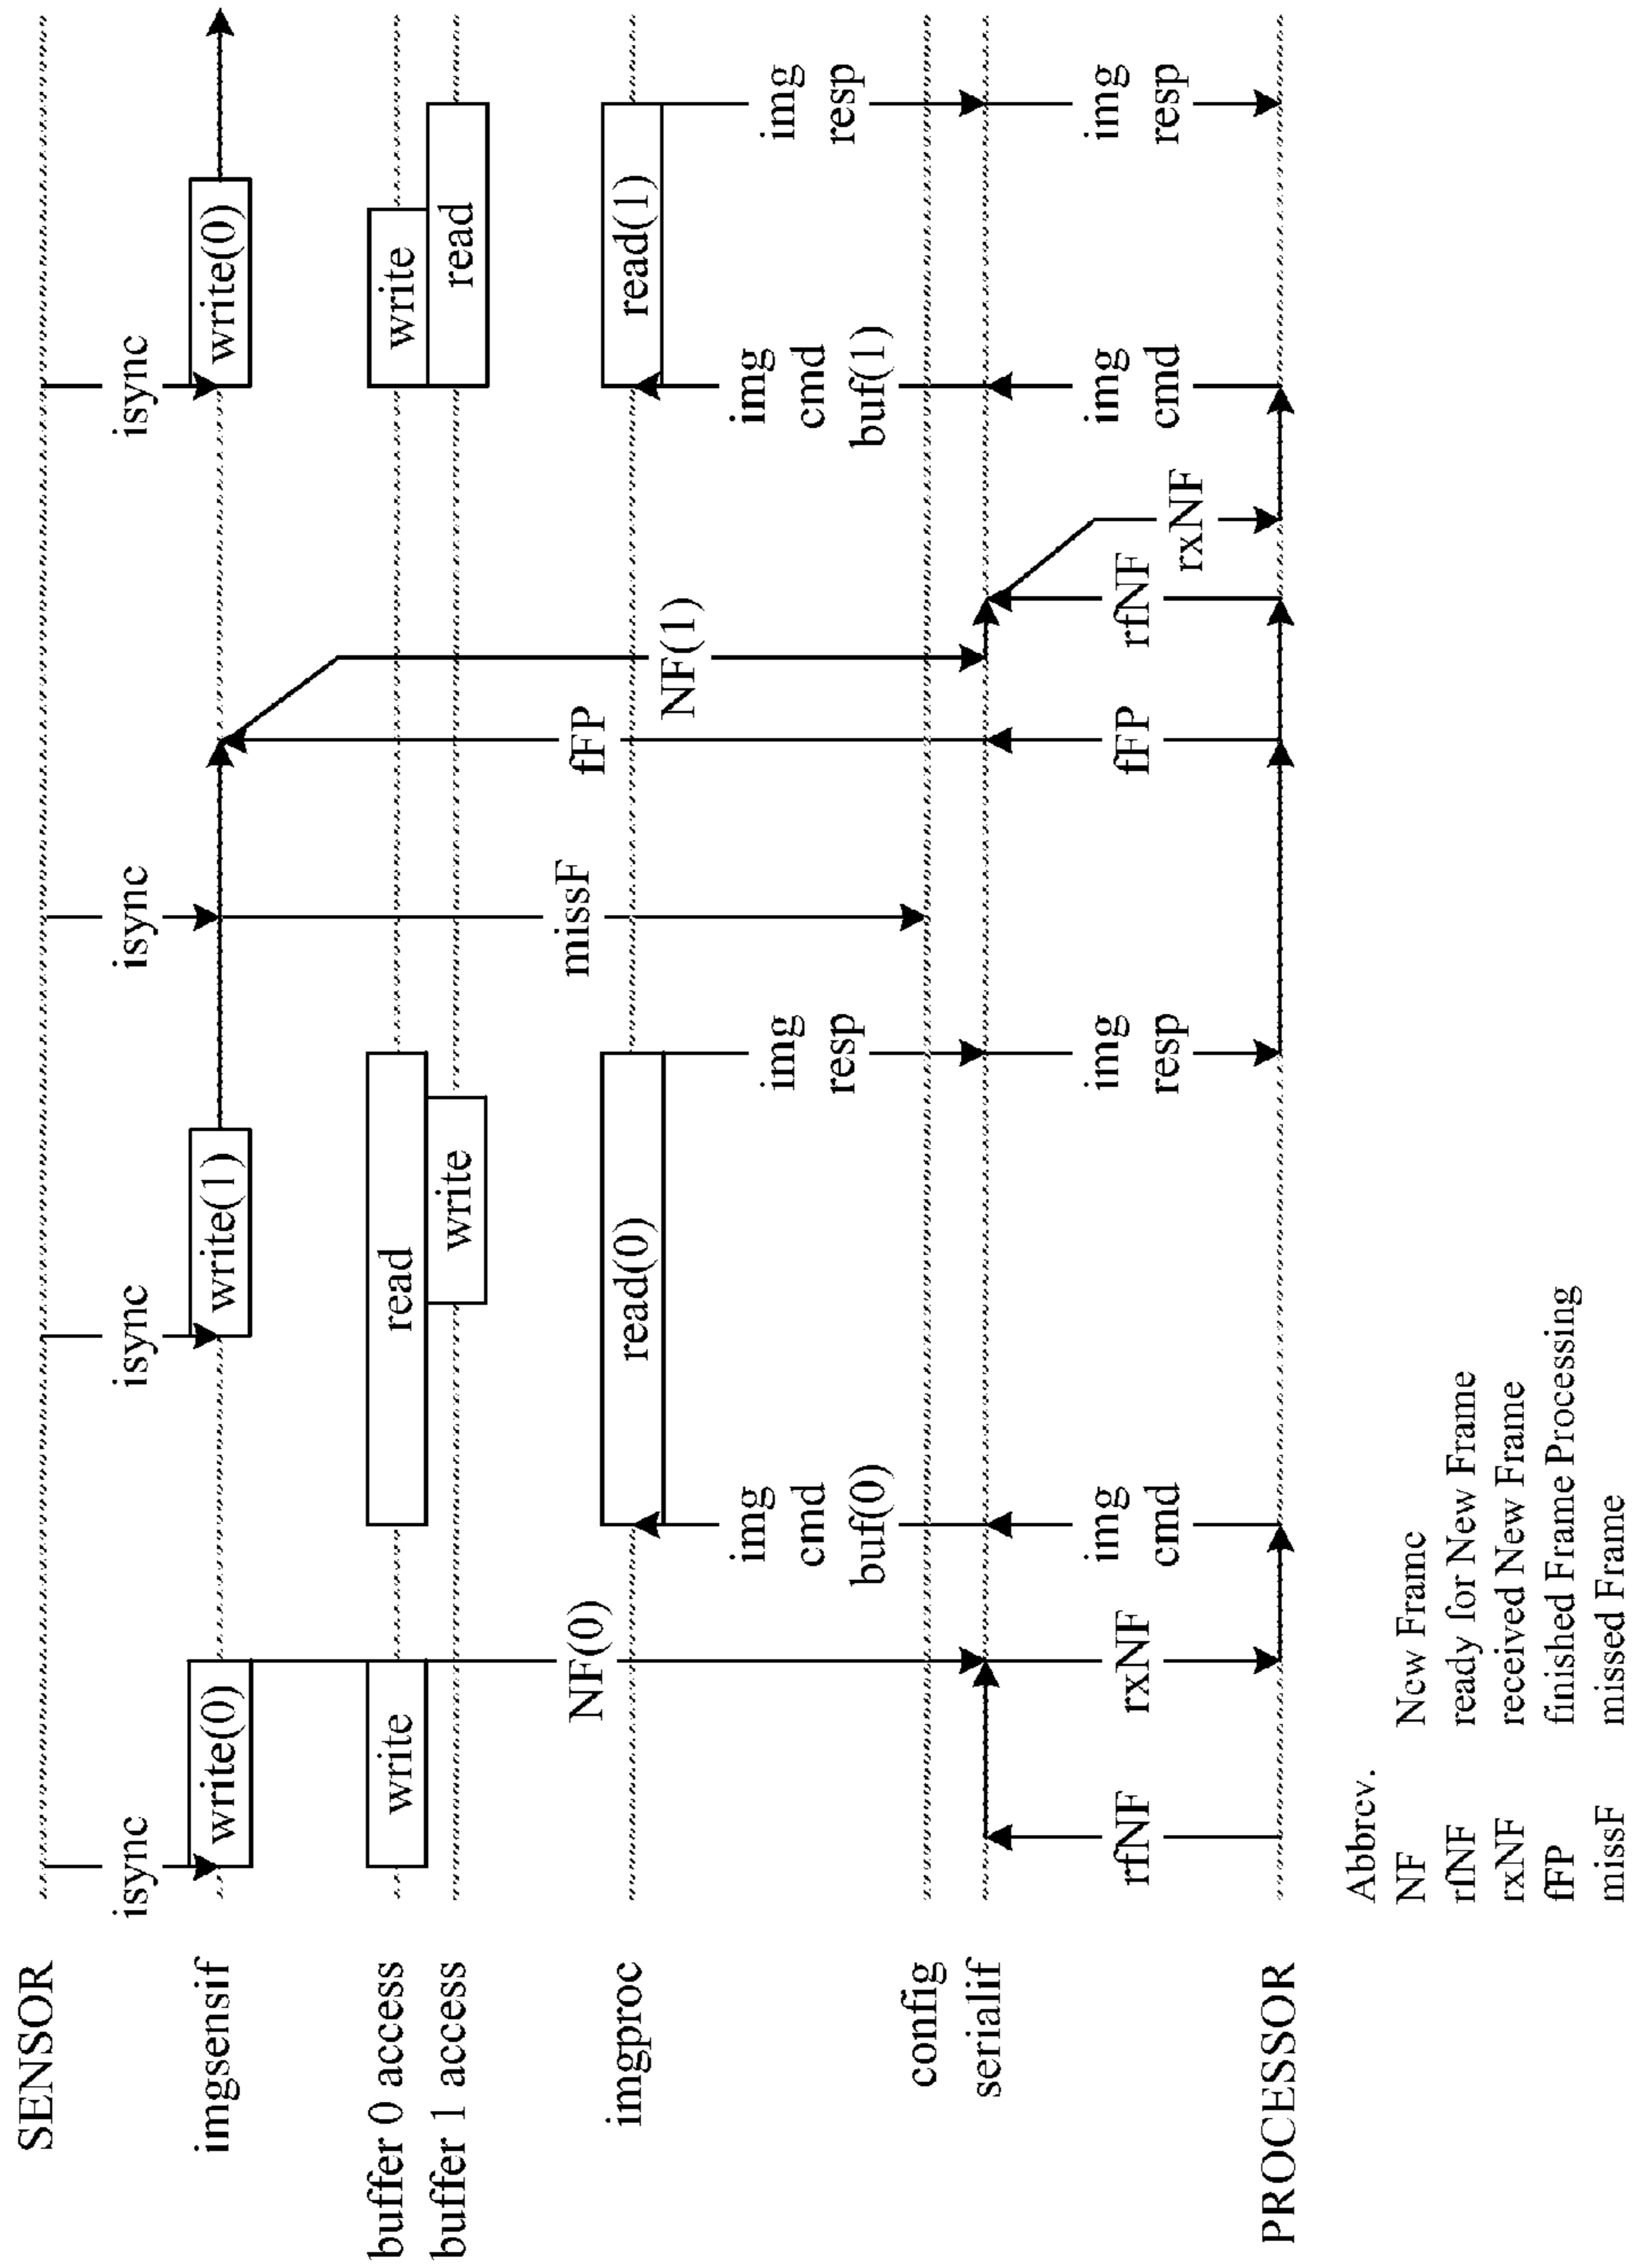 SENSOR
isync
isync
isync
isync
imgsensif
write(0)
write(1)
write(0)
buffer 0 access
write
read
write
buffer 1 access
write
read
imgproc
NF(0)
read(0)
missF
fFP
NF(1)
read(1)
img
cmd
buf(0)
img
resp
img
cmd
buf(1)
img
resp
config
serialif
rfNF
rxNF
img
cmd
img
resp
fFP
rfNF
rxNF
img
cmd
img
resp
PROCESSOR
Abbrev.
NF New Frame
rfNF ready for New Frame
rxNF received New Frame
fFP finished Frame Processing
missF missed Frame